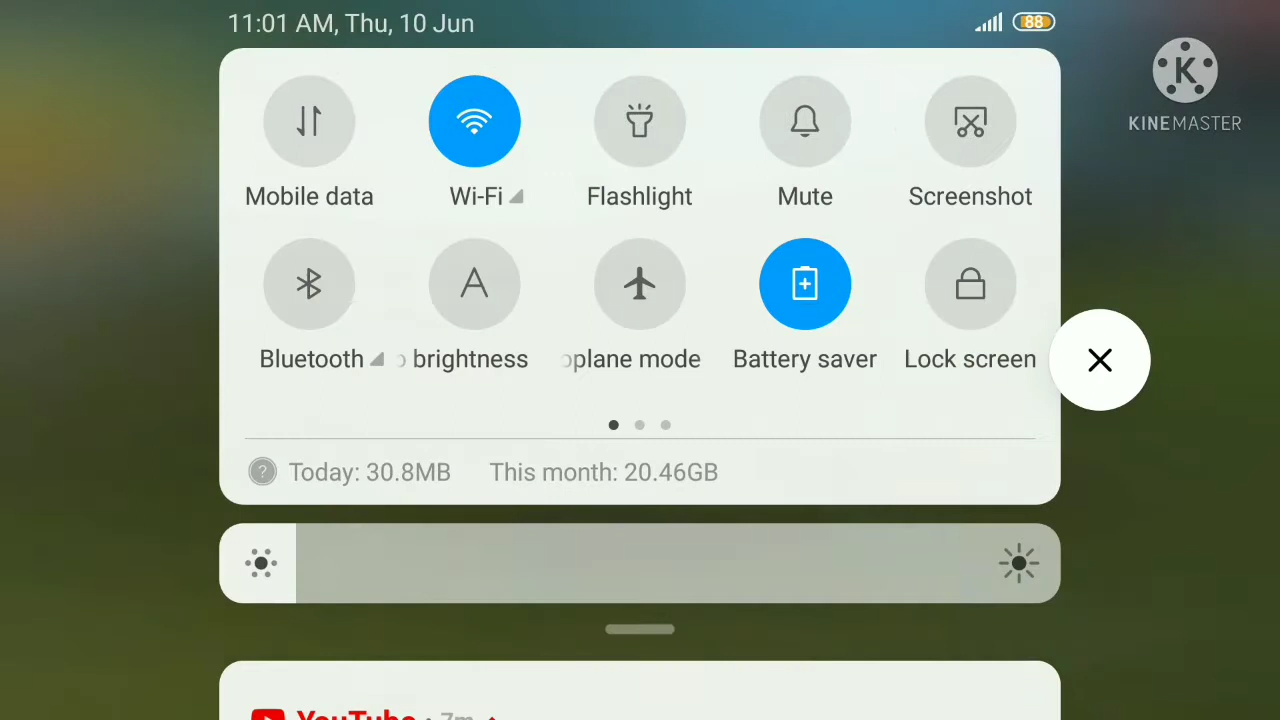 11:01 AM, Thu, 10 Jun
88
K
KINEMASTER
Mobile data
Wi-Fi
Flashlight
Mute
Screenshot
Bluetooth
brightness
plane mode
Battery saver
Lock screen
? Today: 30.8MB This month: 20.46GB
YouTube · 7m